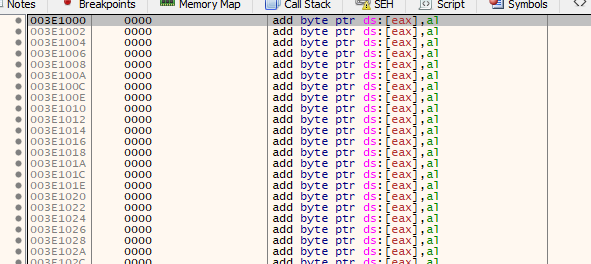 Notes Breakpoints Memory Map Call Stack SEH Script Symbols
003E1000 0000 add byte ptr ds:[eax],al
003E1002 0000 add byte ptr ds:[eax],al
003E1004 0000 add byte ptr ds:[eax],al
003E1006 0000 add byte ptr ds:[eax],al
003E1008 0000 add byte ptr ds:[eax],al
003E100A 0000 add byte ptr ds:[eax],al
003E100C 0000 add byte ptr ds:[eax],al
003E100E 0000 add byte ptr ds:[eax],al
003E1010 0000 add byte ptr ds:[eax],al
003E1012 0000 add byte ptr ds:[eax],al
003E1014 0000 add byte ptr ds:[eax],al
003E1016 0000 add byte ptr ds:[eax],al
003E1018 0000 add byte ptr ds:[eax],al
003E101A 0000 add byte ptr ds:[eax],al
003E101C 0000 add byte ptr ds:[eax],al
003E101E 0000 add byte ptr ds:[eax],al
003E1020 0000 add byte ptr ds:[eax],al
003E1022 0000 add byte ptr ds:[eax],al
003E1024 0000 add byte ptr ds:[eax],al
003E1026 0000 add byte ptr ds:[eax],al
003E1028 0000 add byte ptr ds:[eax],al
003E102A 0000 add byte ptr ds:[eax],al
003E102C 0000 add byte ptr ds:[eax],al